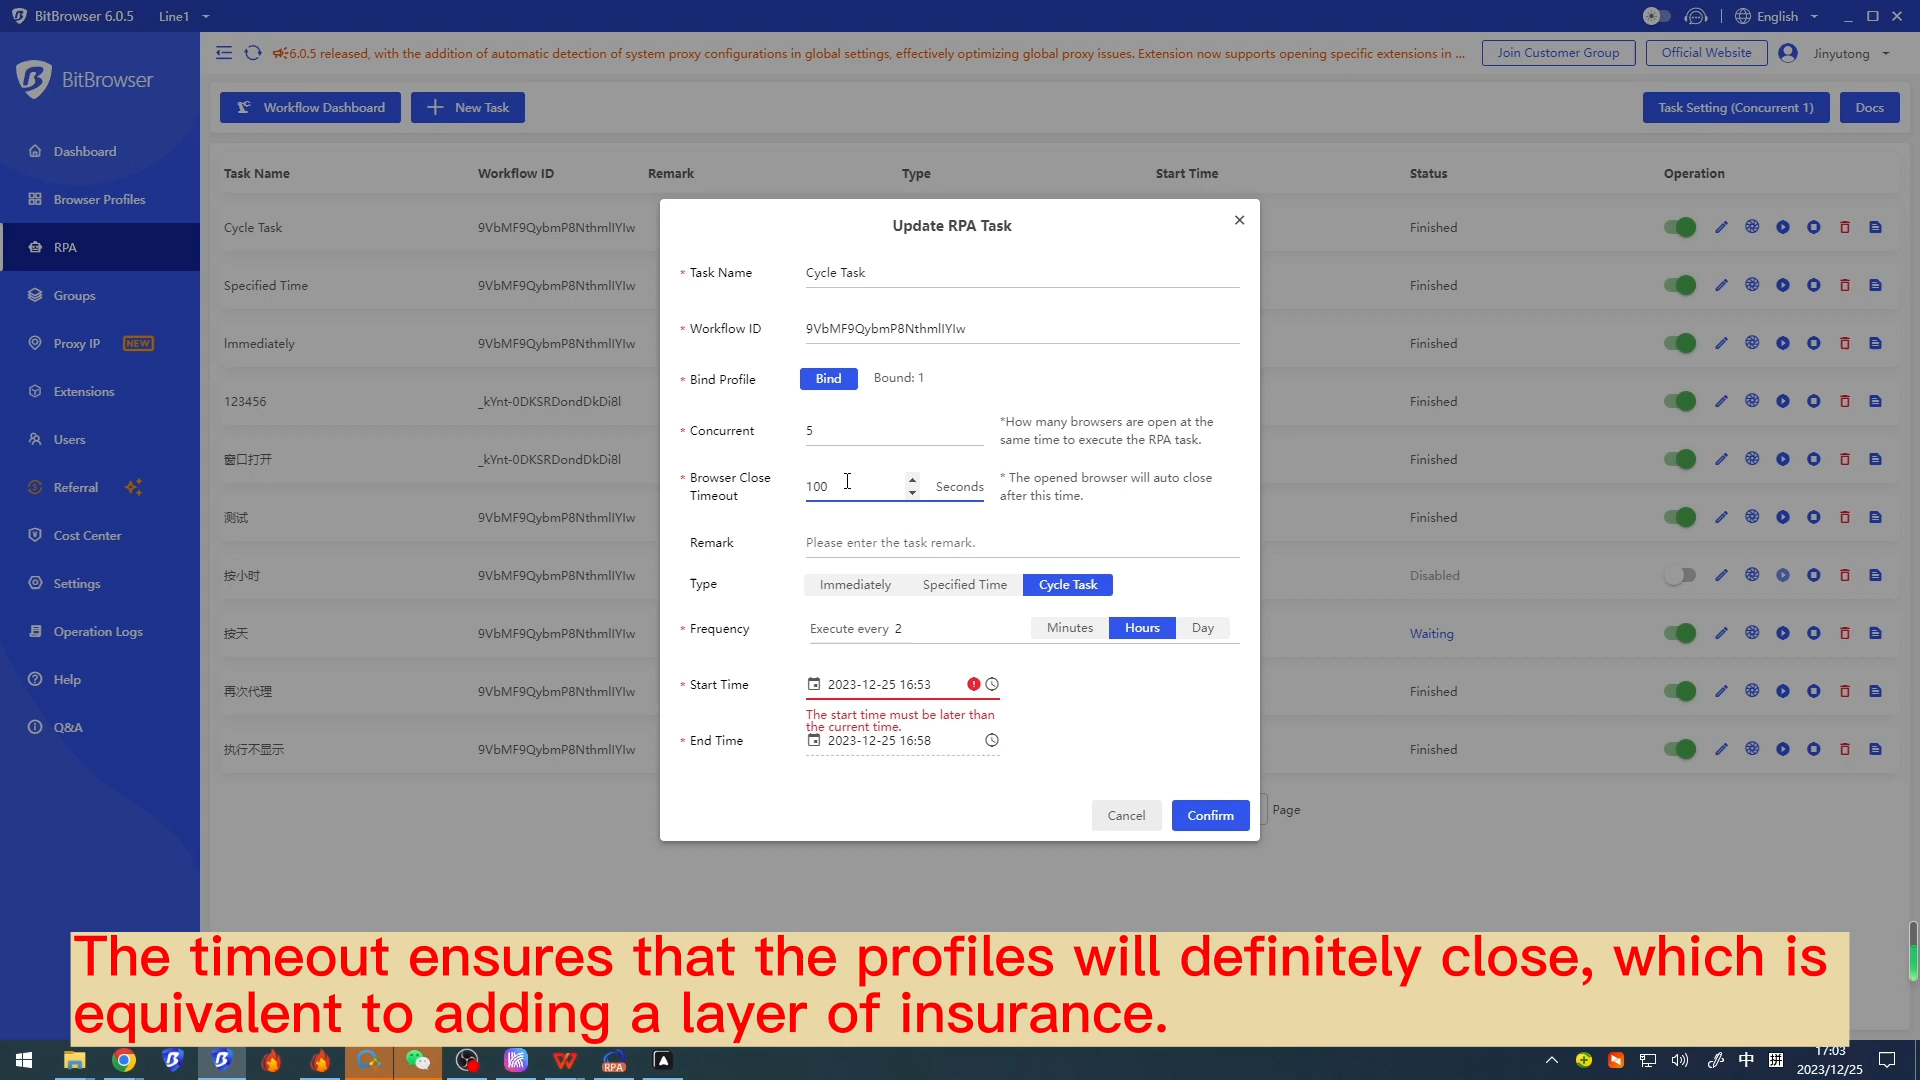 BitBrowser 6.0.5 Line1 English
6.0.5 released, with the addition of automatic detection of system proxy configurations in global settings, effectively optimizing global proxy issues. Extension now supports opening specific extensions in ... Join Customer Group Official Website Jinyutong
BitBrowser
Workflow Dashboard New Task Task Setting (Concurrent 1) Docs
Dashboard
Browser Profiles
RPA
Groups
Proxy IP NEW
Extensions
Users
Referral
Cost Center
Settings
Operation Logs
Help
Q&A
Task Name Workflow ID Remark Type Start Time Status Operation
Cycle Task 9VbMF9QybmP8NthmlIYIw Finished
Specified Time 9VbMF9QybmP8NthmlIYIw Finished
Immediately 9VbMF9QybmP8NthmlIYIw Finished
123456 _kYnt-0DKSRDondDkDi8l Finished
窗口打开 _kYnt-0DKSRDondDkDi8l Finished
测试 9VbMF9QybmP8NthmlIYIw Finished
按小时 9VbMF9QybmP8NthmlIYIw Disabled
按天 9VbMF9QybmP8NthmlIYIw Waiting
再次代理 9VbMF9QybmP8NthmlIYIw Finished
执行不显示 9VbMF9QybmP8NthmlIYIw Finished
Page
Update RPA Task
* Task Name Cycle Task
* Workflow ID 9VbMF9QybmP8NthmlIYIw
* Bind Profile Bind Bound: 1
* Concurrent 5 *How many browsers are open at the
same time to execute the RPA task.
* Browser Close
Timeout 100 Seconds * The opened browser will auto close
after this time.
Remark Please enter the task remark.
Type Immediately Specified Time Cycle Task
* Frequency Execute every 2 Minutes Hours Day
* Start Time 2023-12-25 16:53
The start time must be later than
the current time.
* End Time 2023-12-25 16:58
Cancel Confirm
The timeout ensures that the profiles will definitely close, which is
equivalent to adding a layer of insurance.
RPA 中 拼 17:03
2023/12/25